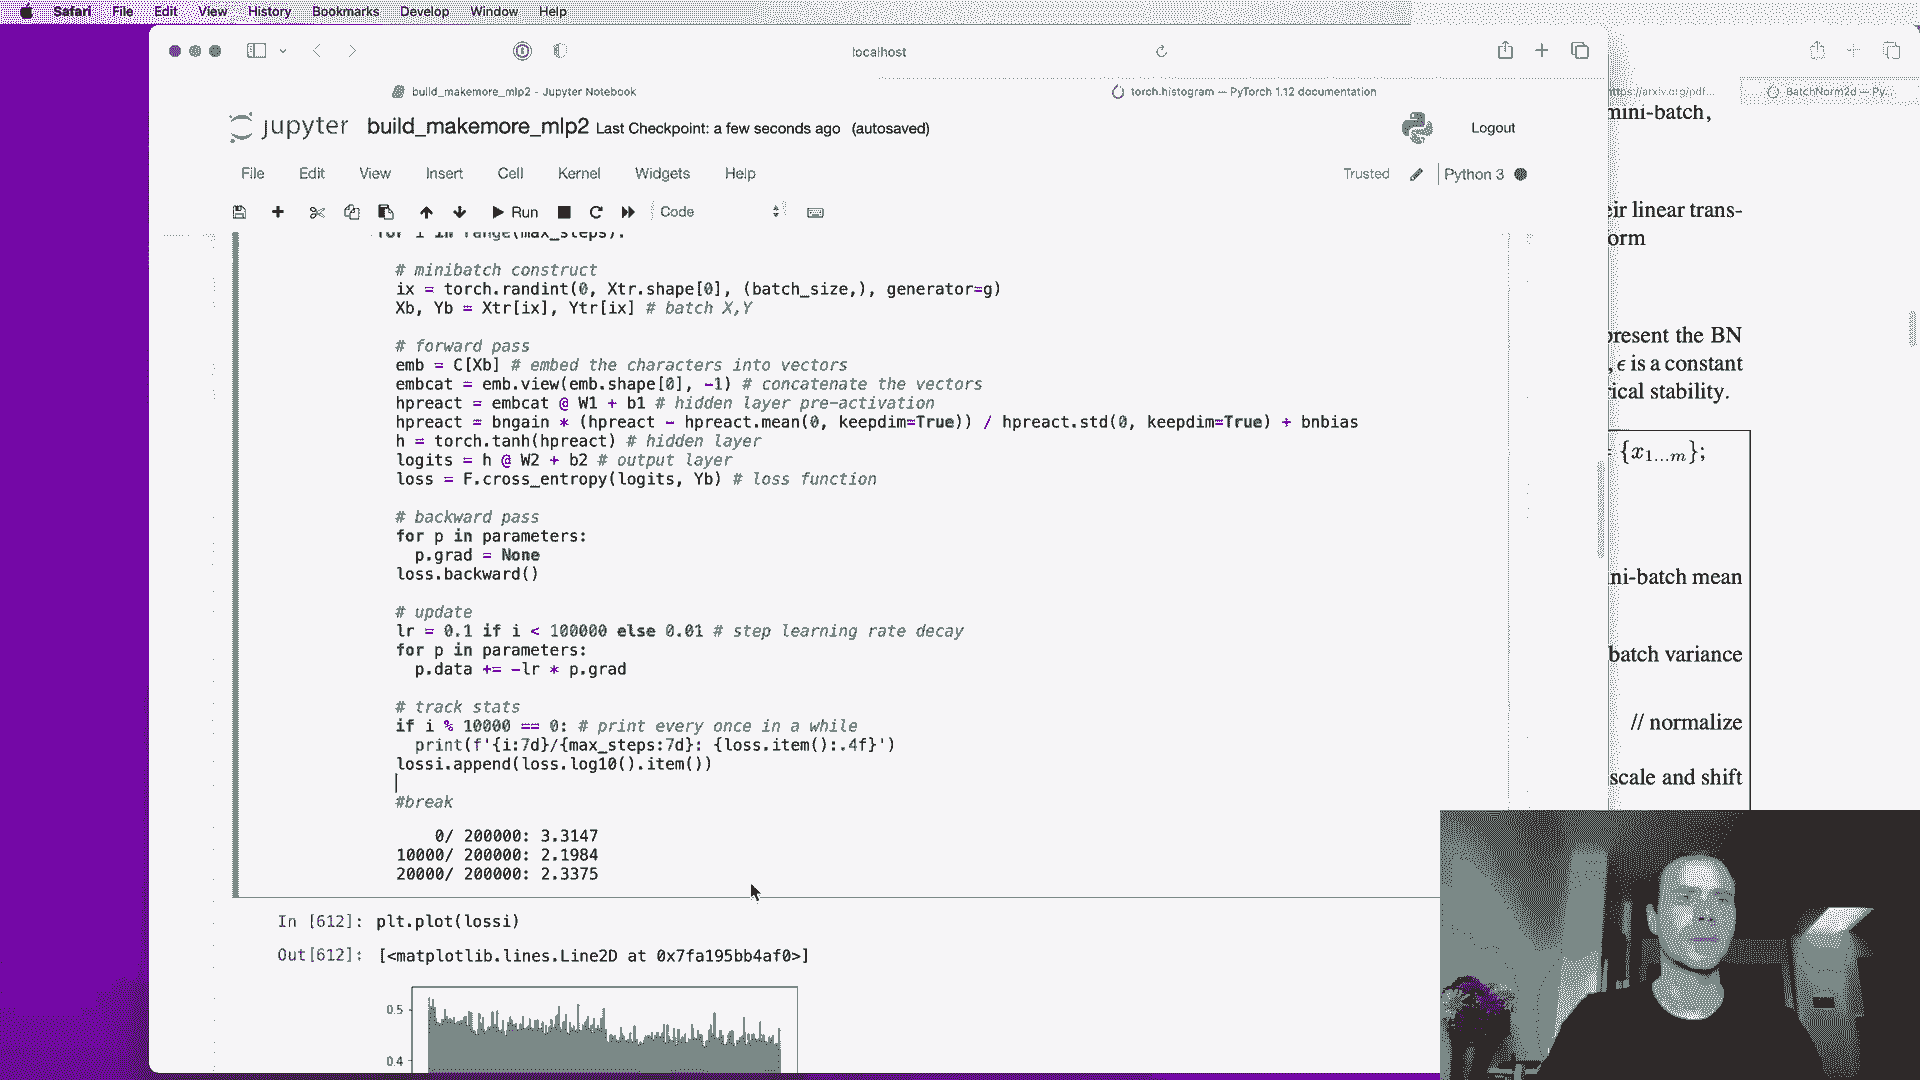 Safari File Edit View History Bookmarks Develop Window Help
localhost
build_makemore_mlp2 - Jupyter Notebook
torch.histogram — PyTorch 1.12 documentation
https://arxiv.org/pdf...
BatchNorm2d — Py...
jupyter build_makemore_mlp2 Last Checkpoint: a few seconds ago (autosaved)
Logout
File Edit View Insert Cell Kernel Widgets Help
Trusted
Python 3
Run
Code
for i in range(max_steps):
# minibatch construct
ix = torch.randint(0, Xtr.shape[0], (batch_size,), generator=g)
Xb, Yb = Xtr[ix], Ytr[ix] # batch X,Y
# forward pass
emb = C[Xb] # embed the characters into vectors
embcat = emb.view(emb.shape[0], -1) # concatenate the vectors
hpreact = embcat @ W1 + b1 # hidden layer pre-activation
hpreact = bngain * (hpreact - hpreact.mean(0, keepdim=True)) / hpreact.std(0, keepdim=True) + bnbias
h = torch.tanh(hpreact) # hidden layer
logits = h @ W2 + b2 # output layer
loss = F.cross_entropy(logits, Yb) # loss function
# backward pass
for p in parameters:
p.grad = None
loss.backward()
# update
lr = 0.1 if i < 100000 else 0.01 # step learning rate decay
for p in parameters:
p.data += -lr * p.grad
# track stats
if i % 10000 == 0: # print every once in a while
print(f'{i:7d}/{max_steps:7d}: {loss.item():.4f}')
lossi.append(loss.log10().item())
#break
0/ 200000: 3.3147
10000/ 200000: 2.1984
20000/ 200000: 2.3375
In [612]: plt.plot(lossi)
Out[612]: [<matplotlib.lines.Line2D at 0x7fa195bb4af0>]
0.5
0.4
mini-batch,
eir linear trans-
orm
present the BN
, ϵ is a constant
ical stability.
= {x1...m};
ni-batch mean
batch variance
// normalize
scale and shift